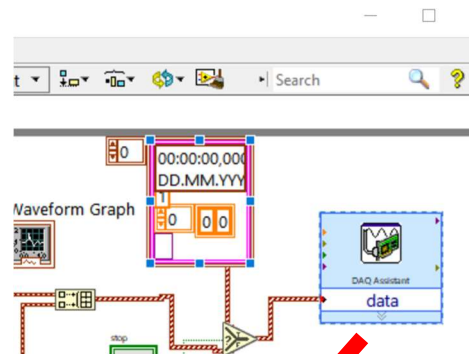 t
Search
0
00:00:00,000
DD.MM.YYY
1
0
0 0
Waveform Graph
DAQ Assistant
data
stop